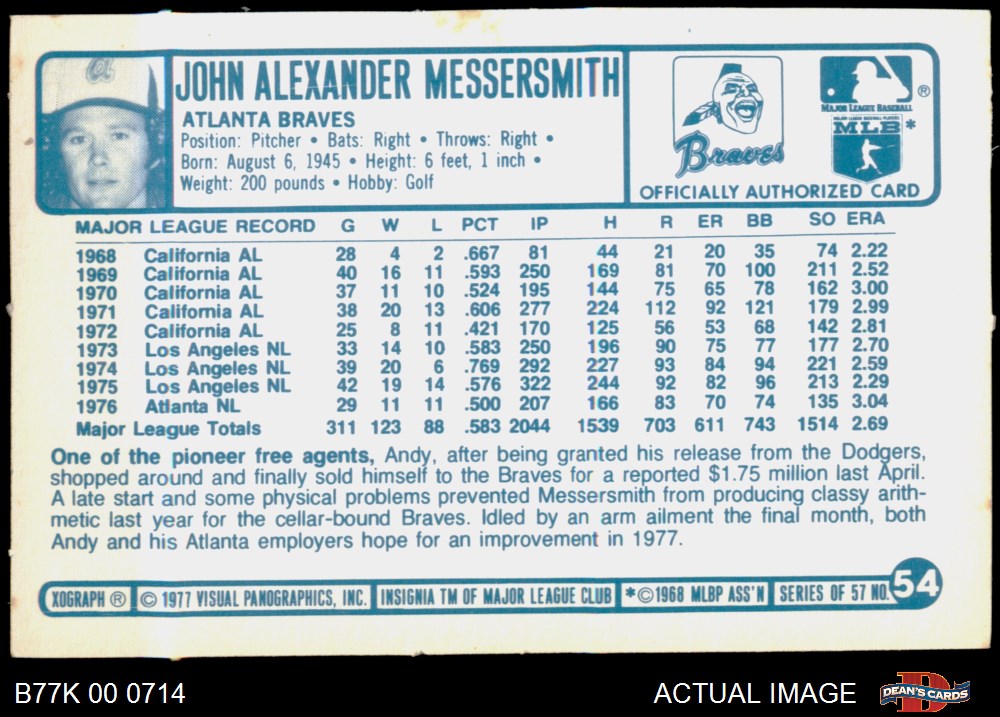 a
JOHN ALEXANDER MESSERSMITH
ATLANTA BRAVES
Position: Pitcher • Bats: Right • Throws: Right •
Born: August 6, 1945 • Height: 6 feet, 1 inch •
Weight: 200 pounds • Hobby: Golf
Braves
MAJOR LEAGUE BASEBALL ®
MAJOR LEAGUE BASEBALL PLAYERS
MLB *
OFFICIALLY AUTHORIZED CARD
MAJOR LEAGUE RECORD G W L PCT IP H R ER BB SO ERA
1968 California AL 28 4 2 .667 81 44 21 20 35 74 2.22
1969 California AL 40 16 11 .593 250 169 81 70 100 211 2.52
1970 California AL 37 11 10 .524 195 144 75 65 78 162 3.00
1971 California AL 38 20 13 .606 277 224 112 92 121 179 2.99
1972 California AL 25 8 11 .421 170 125 56 53 68 142 2.81
1973 Los Angeles NL 33 14 10 .583 250 196 90 75 77 177 2.70
1974 Los Angeles NL 39 20 6 .769 292 227 93 84 94 221 2.59
1975 Los Angeles NL 42 19 14 .576 322 244 92 82 96 213 2.29
1976 Atlanta NL 29 11 11 .500 207 166 83 70 74 135 3.04
Major League Totals 311 123 88 .583 2044 1539 703 611 743 1514 2.69
One of the pioneer free agents, Andy, after being granted his release from the Dodgers,
shopped around and finally sold himself to the Braves for a reported $1.75 million last April.
A late start and some physical problems prevented Messersmith from producing classy arith-
metic last year for the cellar-bound Braves. Idled by an arm ailment the final month, both
Andy and his Atlanta employers hope for an improvement in 1977.
XOGRAPH ® © 1977 VISUAL PANOGRAPHICS, INC. INSIGNIA TM OF MAJOR LEAGUE CLUB *©1968 MLBP ASS'N SERIES OF 57 NO. 54
B77K 00 0714 ACTUAL IMAGE DEAN'S CARDS